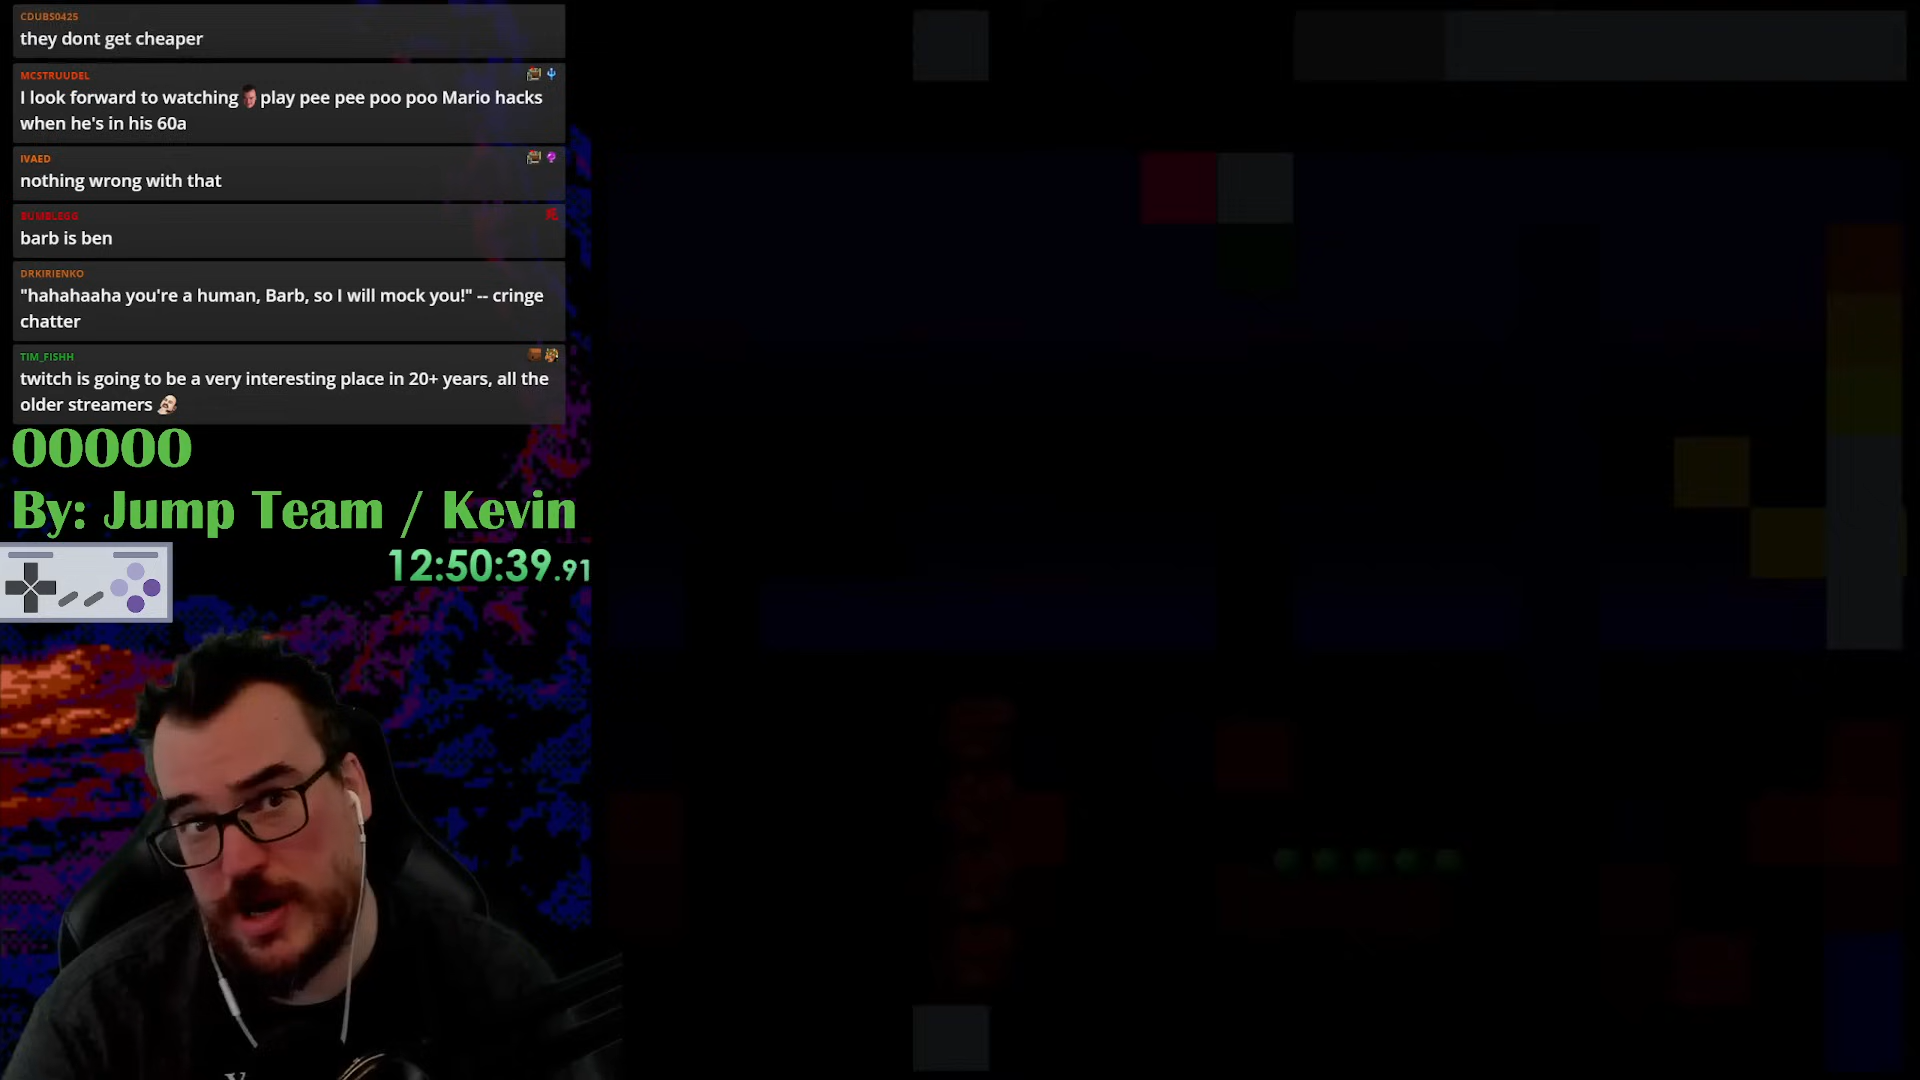 CDUBS0425
they dont get cheaper
MCSTRUUDEL
I look forward to watching play pee pee poo poo Mario hacks
when he's in his 60a
IVAED
nothing wrong with that
BUMBLEGG
barb is ben
DRKIRIENKO
"hahahaaha you're a human, Barb, so I will mock you!" -- cringe
chatter
TIM_FISHH
twitch is going to be a very interesting place in 20+ years, all the
older streamers
00000
By: Jump Team / Kevin
12:50:39.91